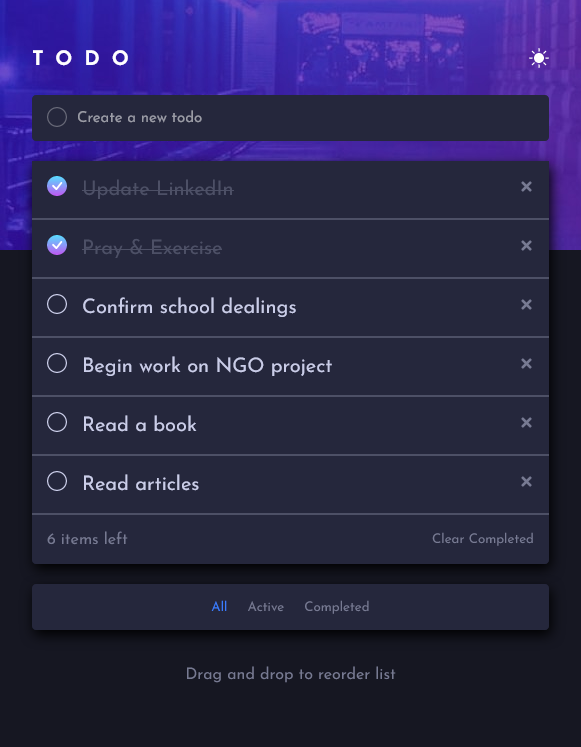 TODO
Create a new todo
Update LinkedIn
Pray & Exercise
Confirm school dealings
Begin work on NGO project
Read a book
Read articles
6 items left Clear Completed
All Active Completed
Drag and drop to reorder list